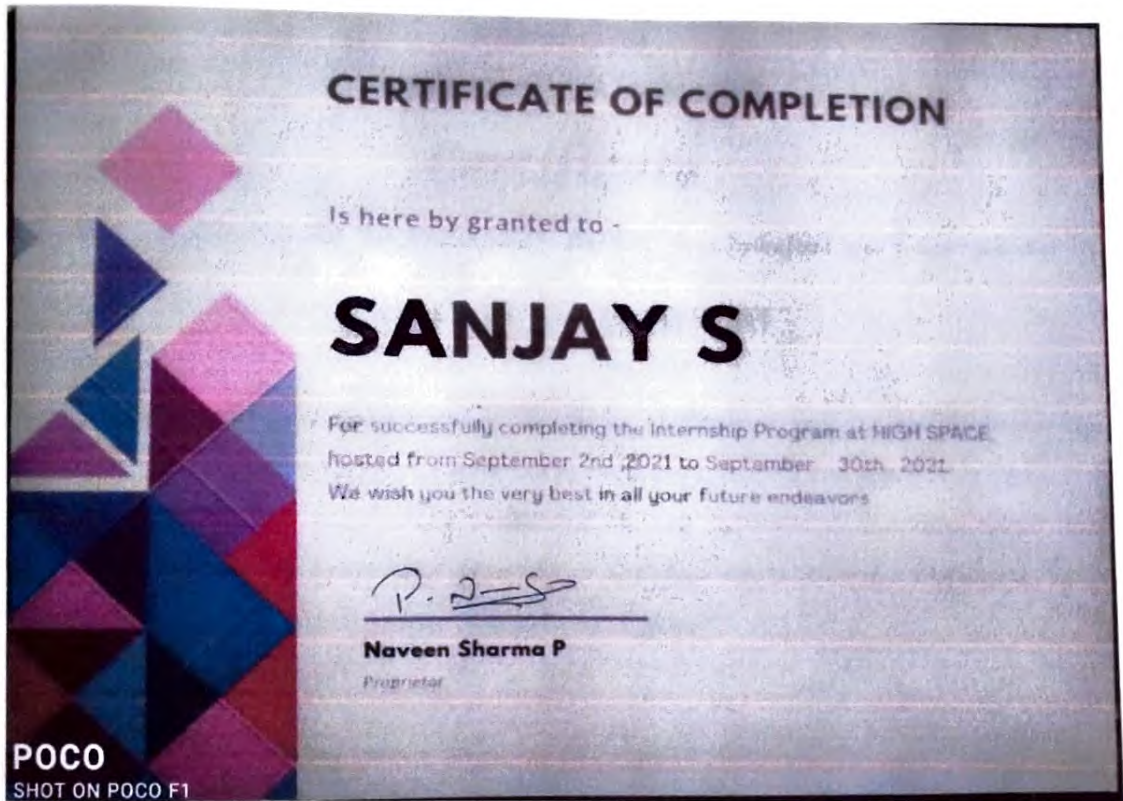 CERTIFICATE OF COMPLETION
Is here by granted to -
SANJAY S
For successfully completing the Internship Program at HIGH SPACE
hosted from September 2nd ,2021 to September 30th 2021
We wish you the very best in all your future endeavors
P.
Naveen Sharma P
Proprietor
POCO
SHOT ON POCO F1